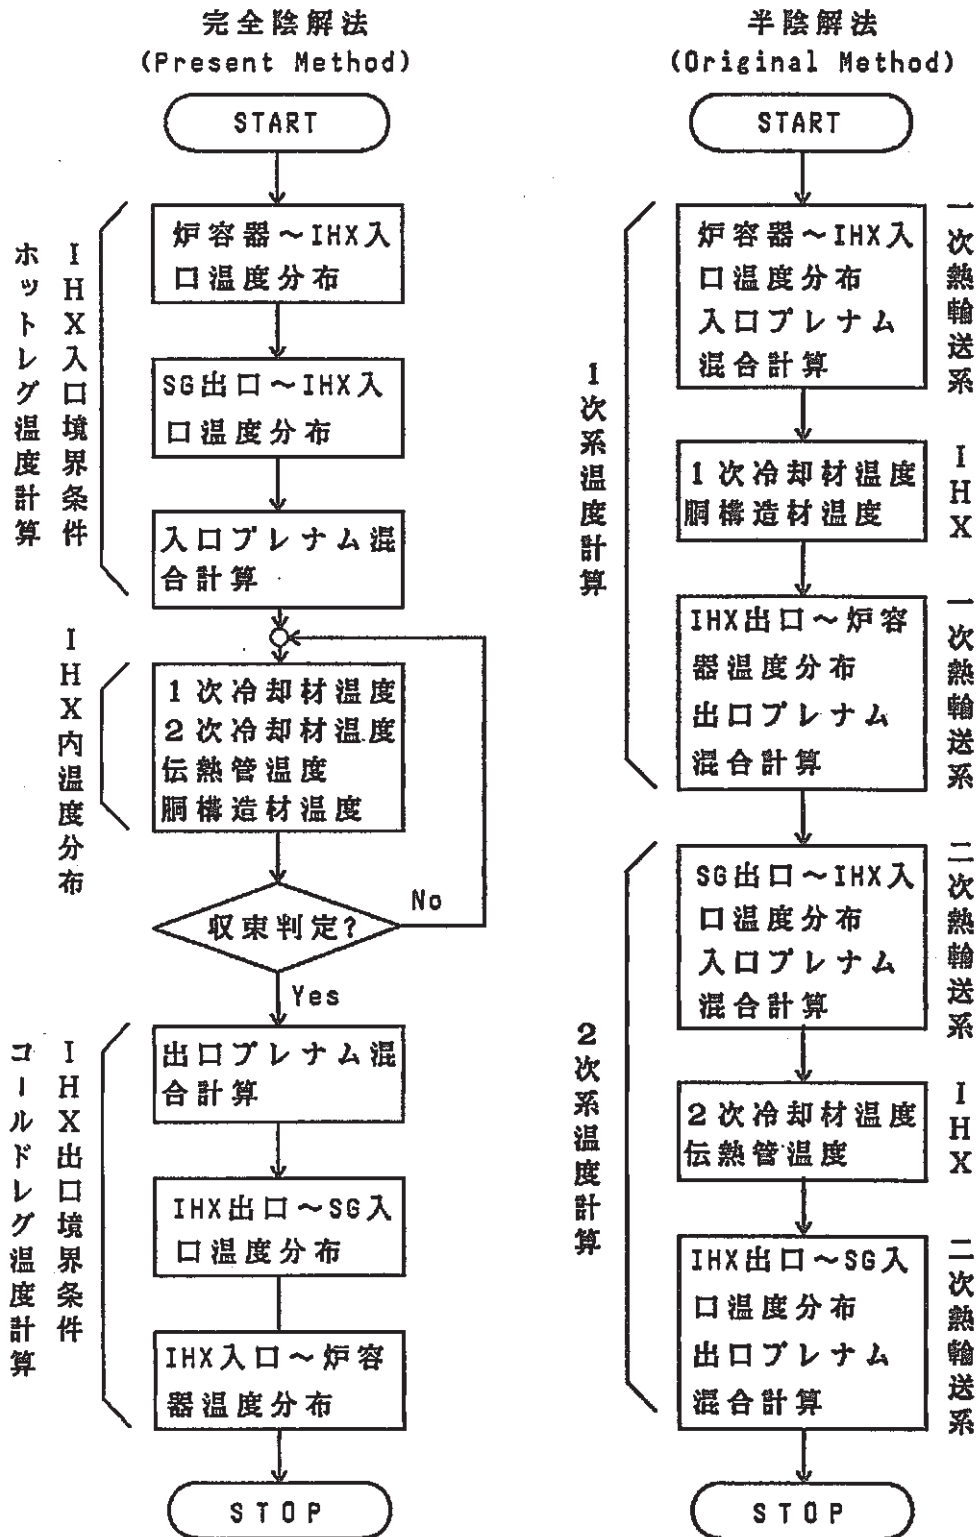 完全陰解法
(Present Method)
START
炉容器～IHX入
口温度分布
SG出口～IHX入
口温度分布
入口プレナム混
合計算
IHX入口境界条件
ホットレグ温度計算
1次冷却材温度
2次冷却材温度
伝熱管温度
胴構造材温度
IHX内温度分布
収束判定?
No
Yes
出口プレナム混
合計算
IHX出口～SG入
口温度分布
IHX入口～炉容
器温度分布
IHX出口境界条件
コールドレグ温度計算
STOP
半陰解法
(Original Method)
START
炉容器～IHX入
口温度分布
入口プレナム
混合計算
一次熱輸送系
1次冷却材温度
胴構造材温度
IHX
IHX出口～炉容
器温度分布
出口プレナム
混合計算
一次熱輸送系
1次系温度計算
SG出口～IHX入
口温度分布
入口プレナム
混合計算
二次熱輸送系
2次冷却材温度
伝熱管温度
IHX
IHX出口～SG入
口温度分布
出口プレナム
混合計算
二次熱輸送系
2次系温度計算
STOP